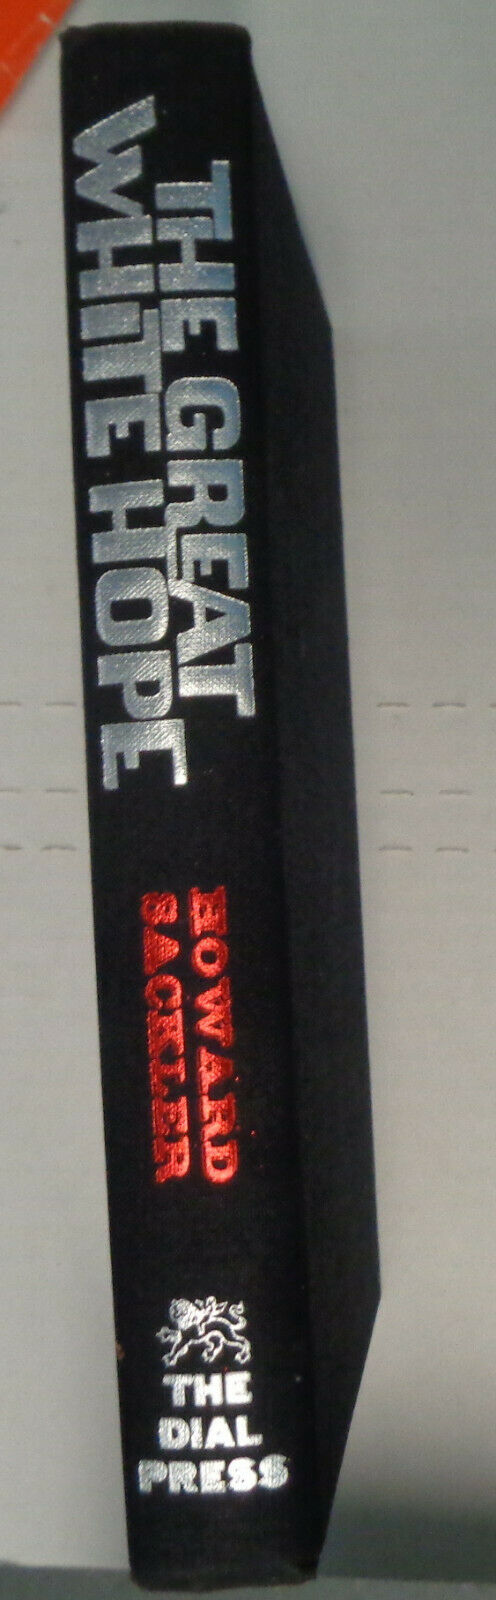 THE GREAT
WHITE HOPE
HOWARD
SACKLER
THE
DIAL
PRESS